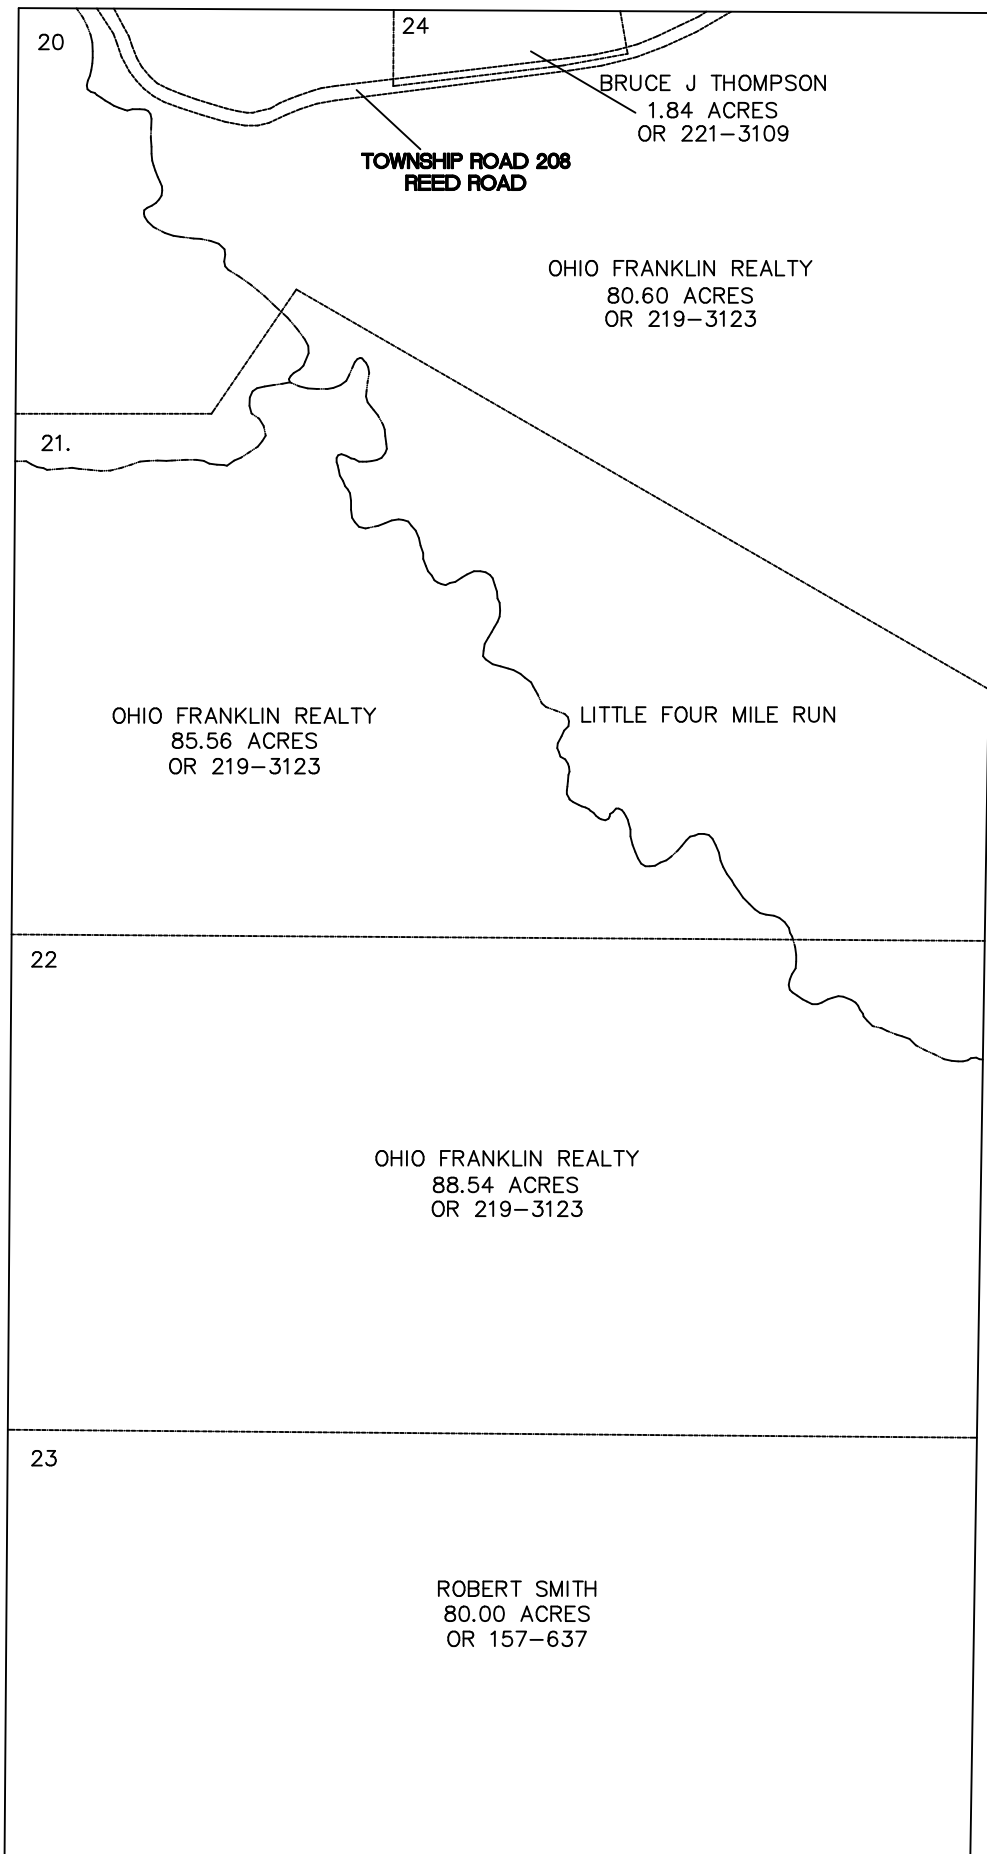 20
24
BRUCE J THOMPSON
1.84 ACRES
OR 221-3109
TOWNSHIP ROAD 208
REED ROAD
OHIO FRANKLIN REALTY
80.60 ACRES
OR 219-3123
21.
OHIO FRANKLIN REALTY
85.56 ACRES
OR 219-3123
LITTLE FOUR MILE RUN
22
OHIO FRANKLIN REALTY
88.54 ACRES
OR 219-3123
23
ROBERT SMITH
80.00 ACRES
OR 157-637